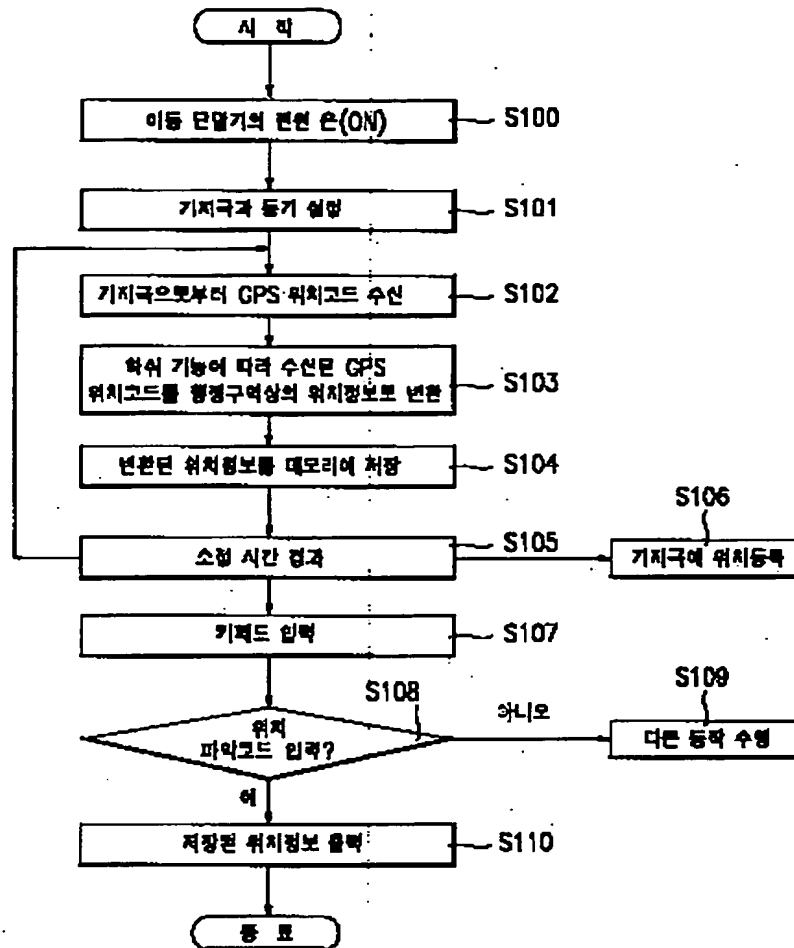 시 작
이동 단말기의 전원 온(ON)
S100
기지국과 동기 설정
S101
기지국으로부터 GPS 위치코드 수신
S102
해쉬 기능에 따라 수신된 GPS
위치코드를 행정구역상의 위치정보로 변환
S103
변환된 위치정보를 메모리에 저장
S104
소정 시간 경과
S105
S106
기지국에 위치등록
키패드 입력
S107
S108
위치
파악코드 입력?
아니오
S109
다른 동작 수행
예
저장된 위치정보 출력
S110
종 료